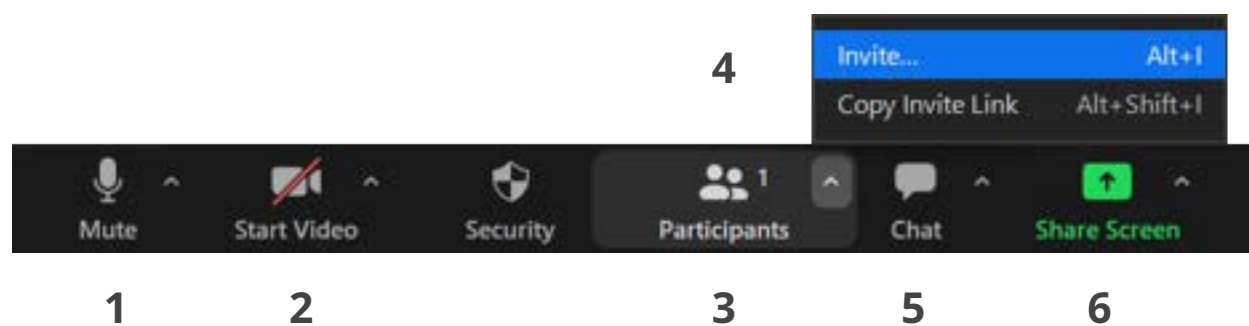 4
Invite... Alt+I
Copy Invite Link Alt+Shift+I
1
Mute Start Video Security Participants Chat Share Screen
1 2 3 5 6